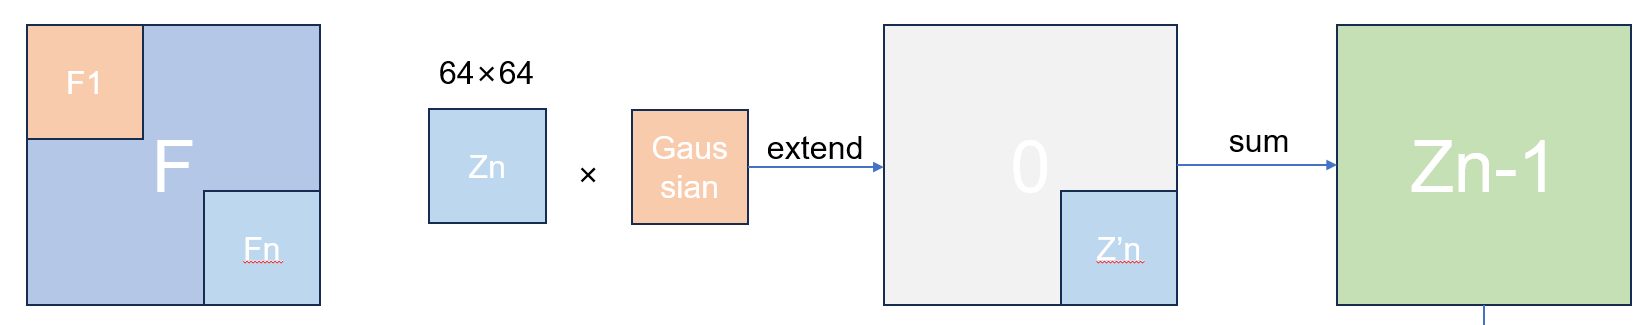 F1
F
Fn
64×64
Zn
×
Gaus
sian
extend
0
Z'n
sum
Zn-1